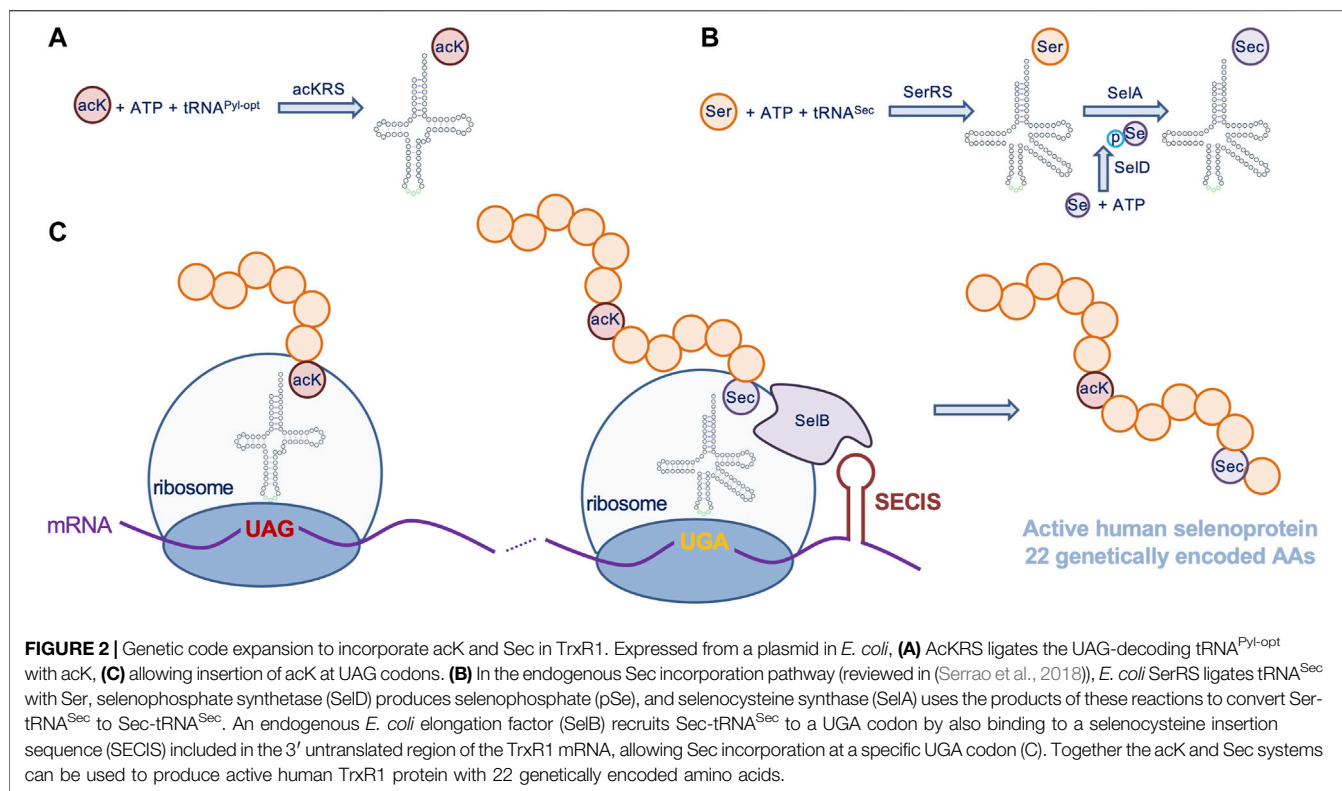 A
acK
acK + ATP + tRNAPyl-opt
acKRS
B
Ser
Sec
Ser + ATP + tRNASec
SerRS
SelA
p Se
SelD
Se + ATP
C
acK
ribosome
mRNA
UAG
acK
Sec
SelB
ribosome
UGA
SECIS
acK
Sec
Active human selenoprotein
22 genetically encoded AAs
FIGURE 2 | Genetic code expansion to incorporate acK and Sec in TrxR1. Expressed from a plasmid in E. coli, (A) AcKRS ligates the UAG-decoding tRNAPyl-opt
with acK, (C) allowing insertion of acK at UAG codons. (B) In the endogenous Sec incorporation pathway (reviewed in (Serrao et al., 2018)), E. coli SerRS ligates tRNASec
with Ser, selenophosphate synthetase (SelD) produces selenophosphate (pSe), and selenocysteine synthase (SelA) uses the products of these reactions to convert Ser-
tRNASec to Sec-tRNASec. An endogenous E. coli elongation factor (SelB) recruits Sec-tRNASec to a UGA codon by also binding to a selenocysteine insertion
sequence (SECIS) included in the 3′ untranslated region of the TrxR1 mRNA, allowing Sec incorporation at a specific UGA codon (C). Together the acK and Sec systems
can be used to produce active human TrxR1 protein with 22 genetically encoded amino acids.